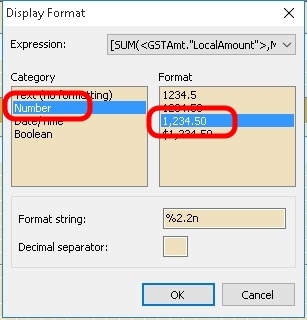 Display Format
Expression: [SUM(<GSTAmt."LocalAmount">,M
Category
Text (no formatting)
Number
Date/Time
Boolean
Format
1234.5
1234.50
1,234.50
$1,234.50
Format string: %2.2n
Decimal separator:
OK Cancel